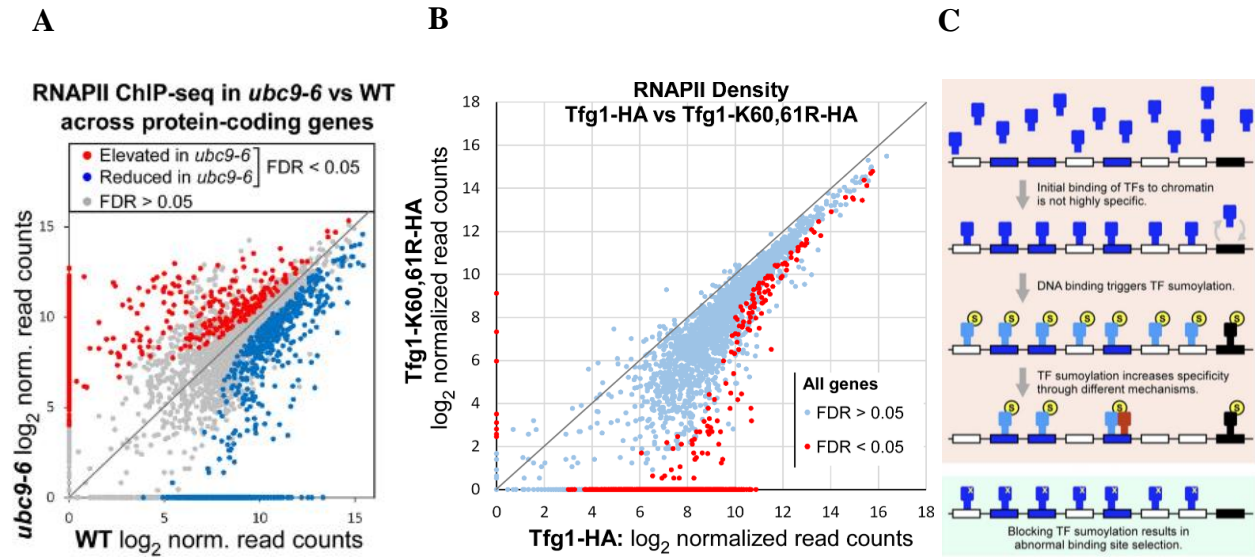 A
RNAPII ChIP-seq in ubc9-6 vs WT
across protein-coding genes
Elevated in ubc9-6
Reduced in ubc9-6
FDR < 0.05
FDR > 0.05
ubc9-6 log2 norm. read counts
15
10
5
0
0
5
10
15
WT log2 norm. read counts
B
RNAPII Density
Tfg1-HA vs Tfg1-K60,61R-HA
Tfg1-K60,61R-HA
log2 normalized read counts
18
16
14
12
10
8
6
4
2
0
All genes
FDR > 0.05
FDR < 0.05
0
2
4
6
8
10
12
14
16
18
Tfg1-HA: log2 normalized read counts
C
Initial binding of TFs to chromatin
is not highly specific.
DNA binding triggers TF sumoylation.
S S S S S S S S
TF sumoylation increases specificity
through different mechanisms.
S S S S
X X X X X X X
Blocking TF sumoylation results in
abnormal binding site selection.